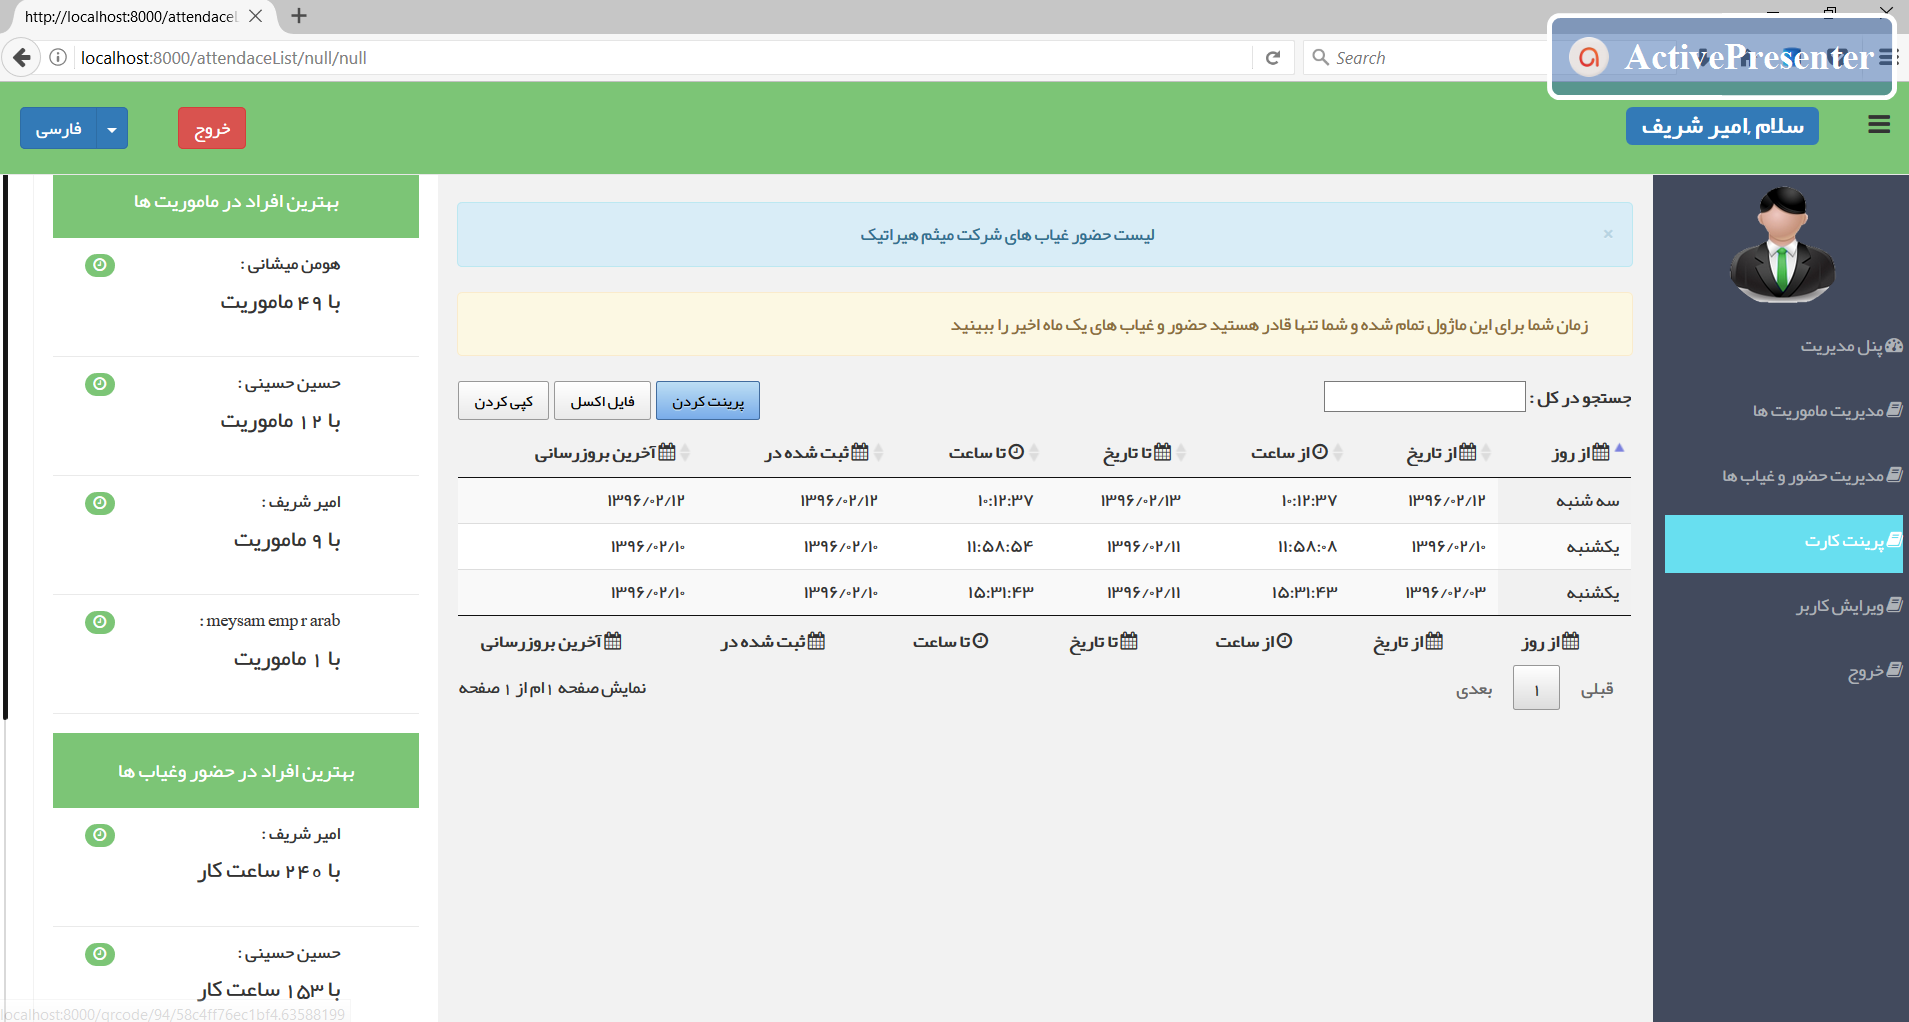 http://localhost:8000/attendacel
localhost:8000/attendaceList/null/null
Search
ActivePresenter
سلام ,امیر شریف
خروج
فارسی
پنل مدیریت
مدیریت ماموریت ها
مدیریت حضور و غیاب ها
پرینت کارت
ویرایش کاربر
خروج
لیست حضور غیاب های شرکت میثم هیراتیک
×
زمان شما برای این ماژول تمام شده و شما تنها قادر هستید حضور و غیاب های یک ماه اخیر را ببینید
جستجو در کل :
پرینت کردن فایل اکسل کپی کردن
از روز از تاریخ از ساعت تا تاریخ تا ساعت ثبت شده در آخرین بروزرسانی
سه شنبه ۱۳۹۶/۰۲/۱۲ ۱۰:۱۲:۳۷ ۱۳۹۶/۰۲/۱۳ ۱۰:۱۲:۳۷ ۱۳۹۶/۰۲/۱۲ ۱۳۹۶/۰۲/۱۲
یکشنبه ۱۳۹۶/۰۲/۱۰ ۱۱:۵۸:۰۸ ۱۳۹۶/۰۲/۱۱ ۱۱:۵۸:۵۴ ۱۳۹۶/۰۲/۱۰ ۱۳۹۶/۰۲/۱۰
یکشنبه ۱۳۹۶/۰۲/۰۳ ۱۵:۳۱:۴۳ ۱۳۹۶/۰۲/۱۱ ۱۵:۳۱:۴۳ ۱۳۹۶/۰۲/۱۰ ۱۳۹۶/۰۲/۱۰
از روز از تاریخ از ساعت تا تاریخ تا ساعت ثبت شده در آخرین بروزرسانی
قبلی ۱ بعدی
نمایش صفحه ۱ام از ۱ صفحه
بهترین افراد در ماموریت ها
هومن میشانی :
با ۴۹ ماموریت
حسین حسینی :
با ۱۲ ماموریت
امیر شریف :
با ۹ ماموریت
meysam emp r arab :
با ۱ ماموریت
بهترین افراد در حضور وغیاب ها
امیر شریف :
با ۲۴۰ ساعت کار
حسین حسینی :
با ۱۵۳ ساعت کار
localhost:8000/qrcode/94/58c4ff76ec1bf4.63588199